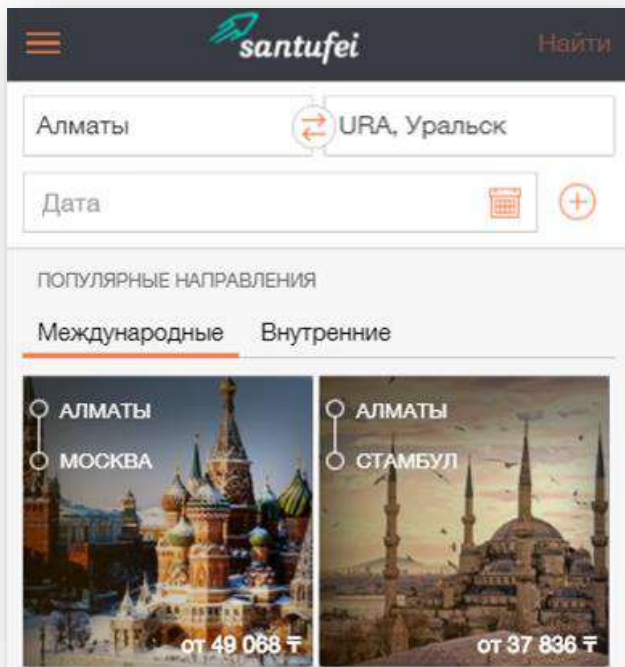 santufei
Найти
Алматы
URA, Уральск
Дата
ПОПУЛЯРНЫЕ НАПРАВЛЕНИЯ
Международные Внутренние
АЛМАТЫ
МОСКВА
от 49 068 ₸
АЛМАТЫ
СТАМБУЛ
от 37 836 ₸